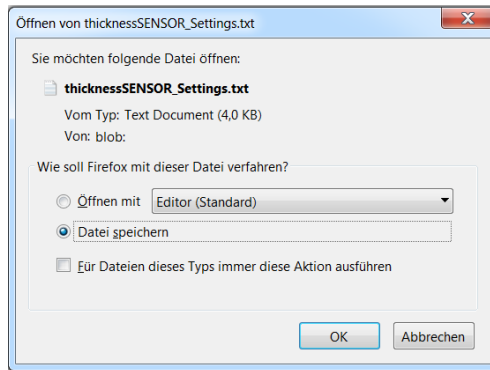 Öffnen von thicknessSENSOR_Settings.txt
Sie möchten folgende Datei öffnen:
thicknessSENSOR_Settings.txt
Vom Typ: Text Document (4,0 KB)
Von: blob:
Wie soll Firefox mit dieser Datei verfahren?
Öffnen mit Editor (Standard)
Datei speichern
Für Dateien dieses Typs immer diese Aktion ausführen
OK Abbrechen